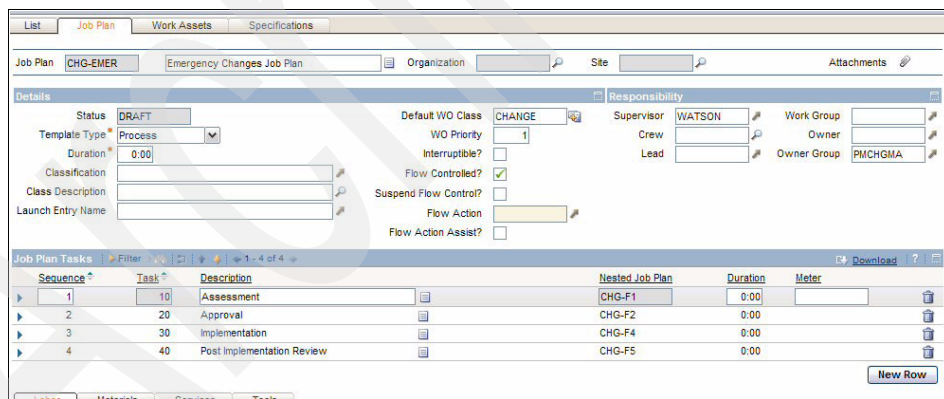 List Job Plan Work Assets Specifications
Job Plan CHG-EMER Emergency Changes Job Plan Organization Site Attachments
Details Responsibility
Status DRAFT Default WO Class CHANGE Supervisor WATSON Work Group
Template Type * Process WO Priority 1 Crew Owner
Duration * 0:00 Interruptible? Lead Owner Group PMCHGMA
Classification Flow Controlled?
Class Description Suspend Flow Control?
Launch Entry Name Flow Action
Flow Action Assist?
Job Plan Tasks Filter 1 - 4 of 4 Download ?
Sequence Task Description Nested Job Plan Duration Meter
1 10 Assessment CHG-F1 0:00
2 20 Approval CHG-F2 0:00
3 30 Implementation CHG-F4 0:00
4 40 Post Implementation Review CHG-F5 0:00
New Row
Labor Materials Services Tools